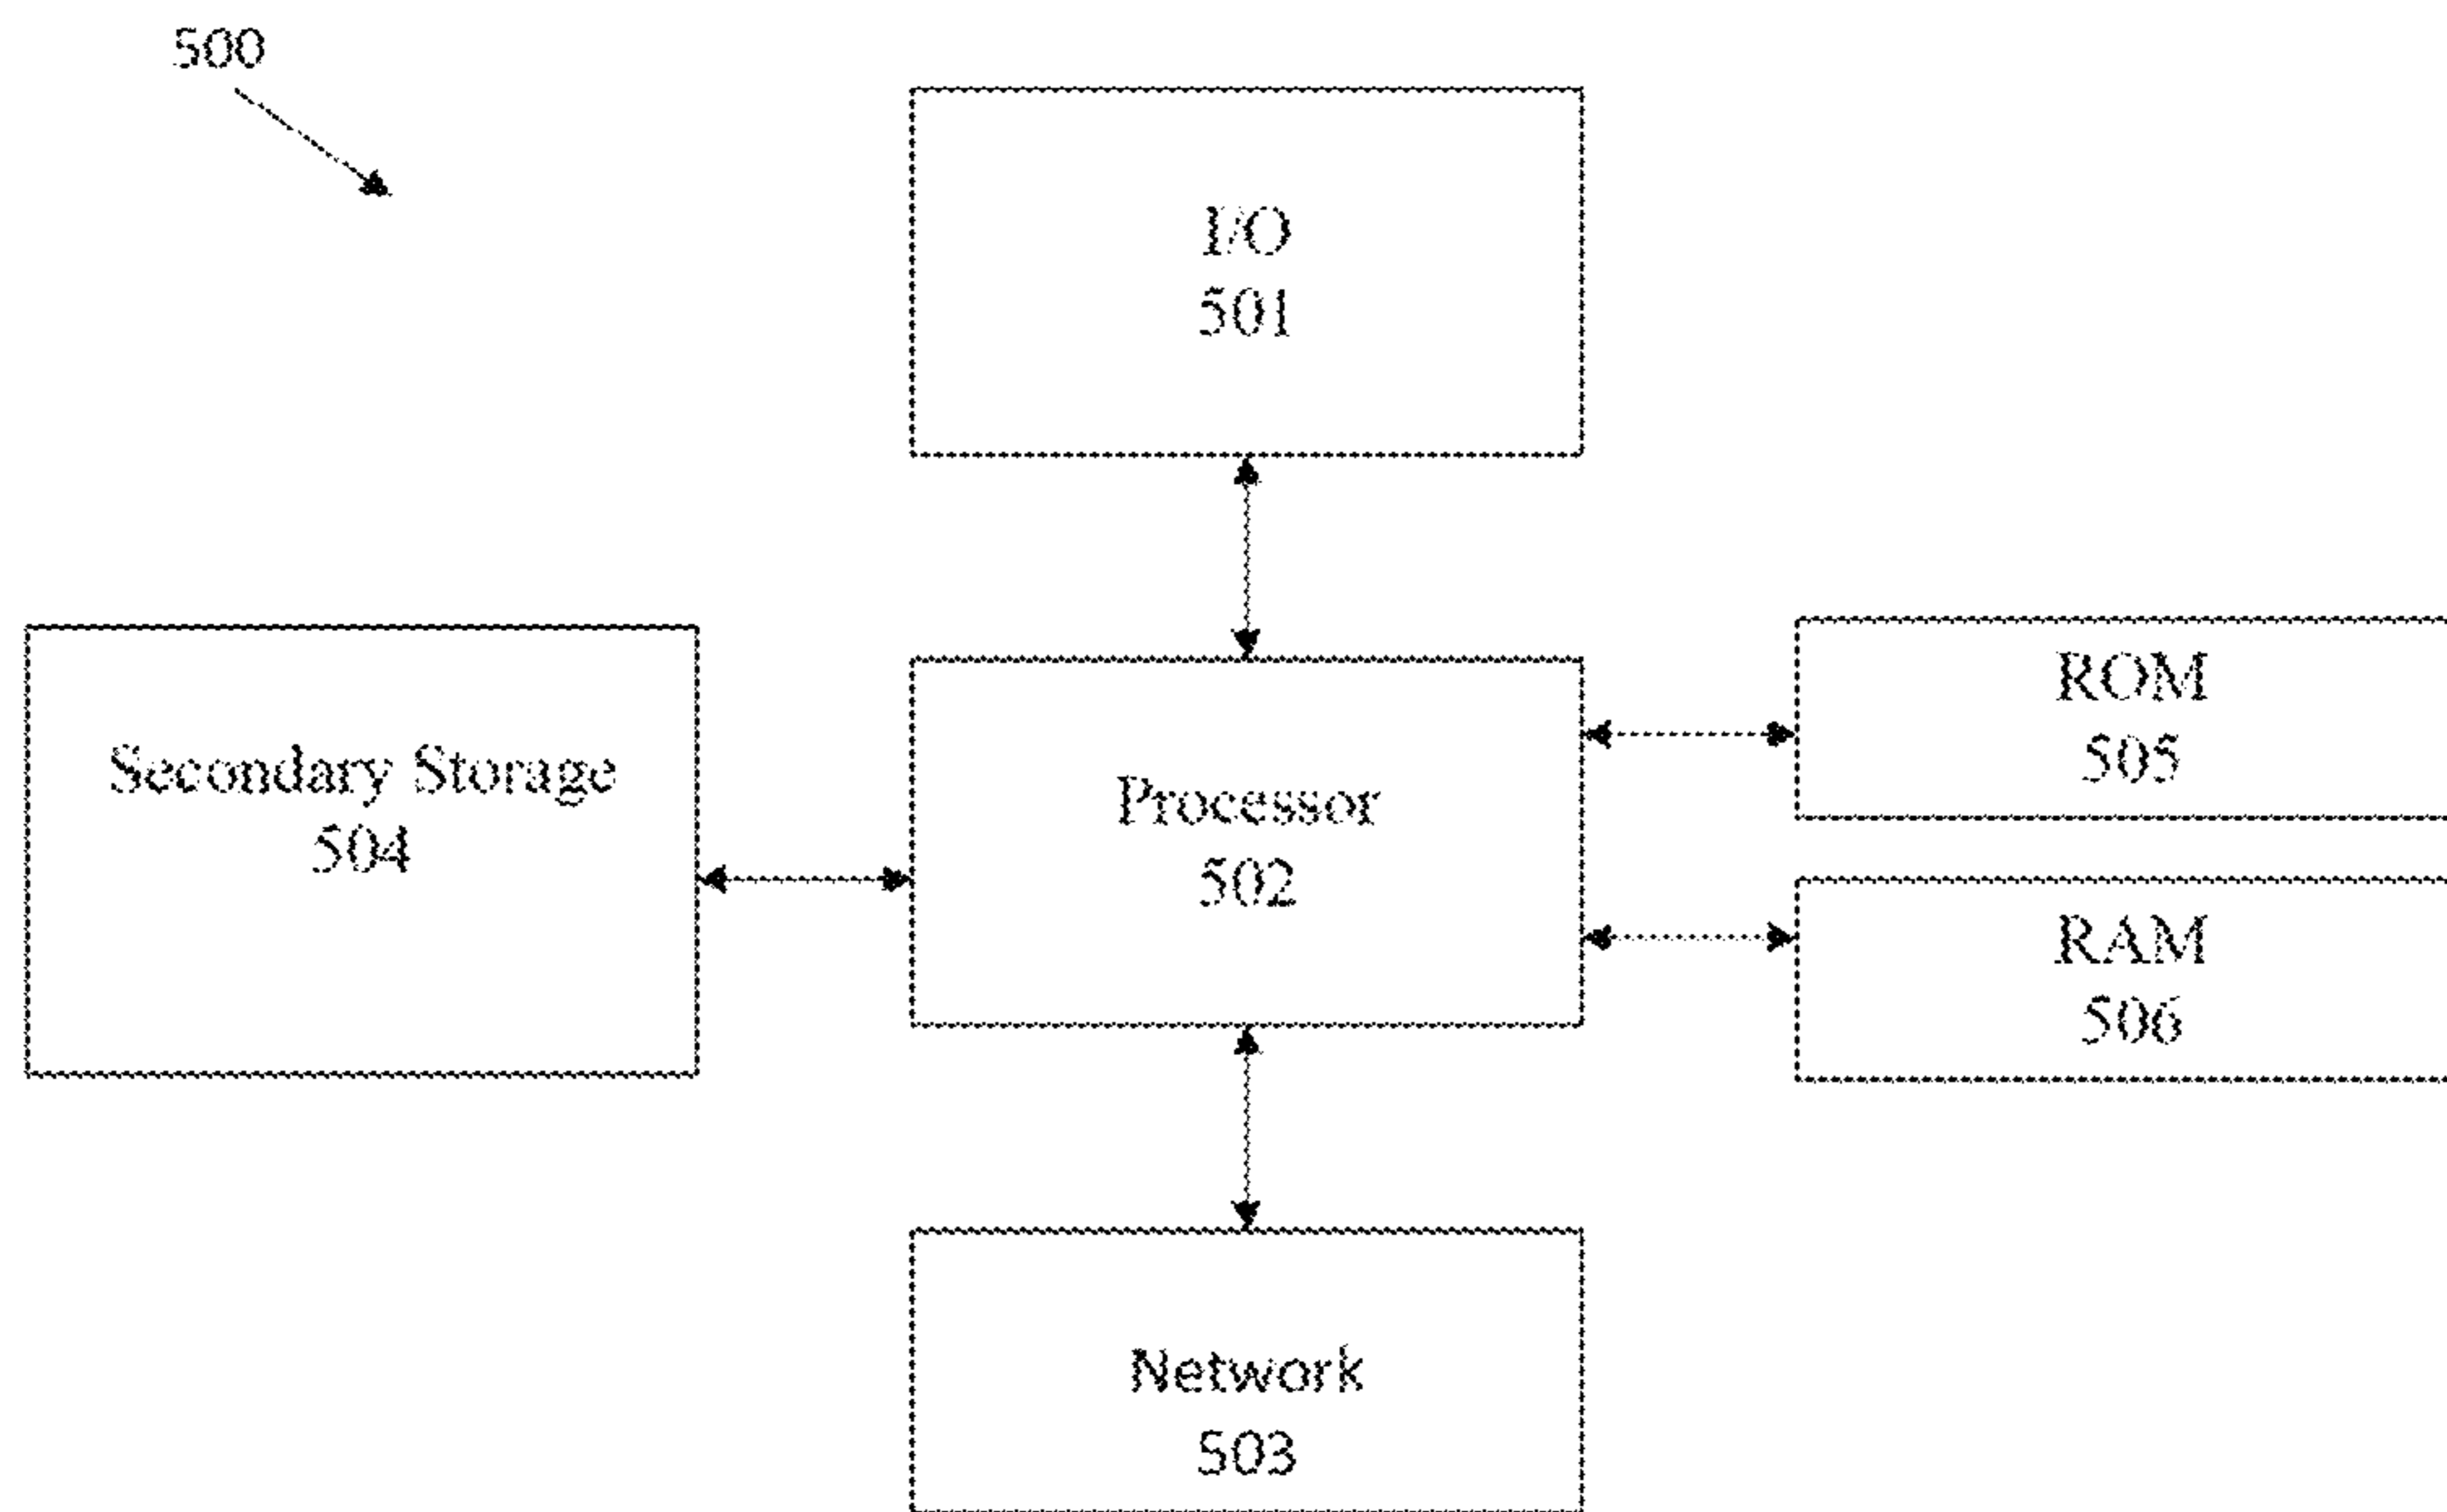 500
I/O
501
Secondary Storage
504
Processor
502
ROM
505
RAM
506
Network
503